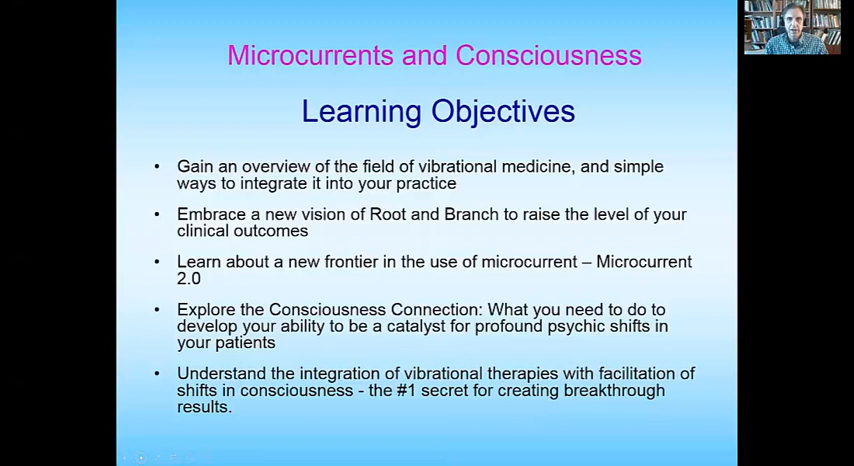 Microcurrents and Consciousness
Learning Objectives
• Gain an overview of the field of vibrational medicine, and simple
ways to integrate it into your practice
• Embrace a new vision of Root and Branch to raise the level of your
clinical outcomes
• Learn about a new frontier in the use of microcurrent – Microcurrent
2.0
• Explore the Consciousness Connection: What you need to do to
develop your ability to be a catalyst for profound psychic shifts in
your patients
• Understand the integration of vibrational therapies with facilitation of
shifts in consciousness - the #1 secret for creating breakthrough
results.